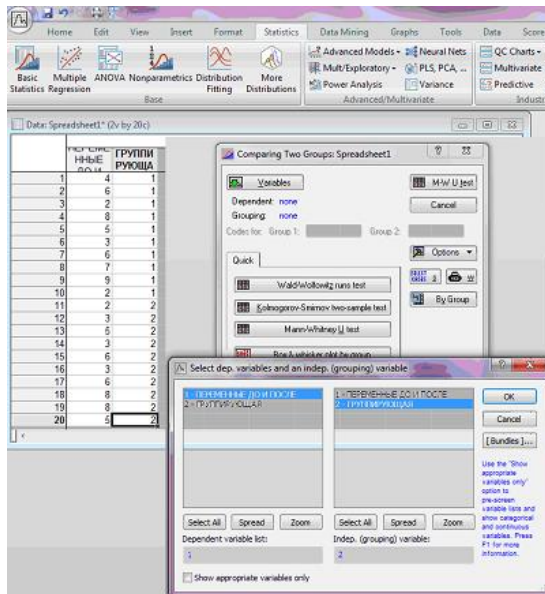 Home Edit View Insert Format Statistics Data Mining Graphs Tools Data Score
Basic Statistics
Multiple Regression
ANOVA
Nonparametrics
Distribution Fitting
More Distributions
Base
Advanced Models
Neural Nets
Mult/Exploratory
PLS, PCA, ...
Power Analysis
Variance
Advanced/Multivariate
QC Charts
Multivariate
Predictive
Industr
Data: Spreadsheet1* (2v by 20c)
ННЫЕ
ГРУППИ
РУЮЩА
1 4 1
2 6 1
3 2 1
4 8 1
5 5 1
6 3 1
7 6 1
8 7 1
9 9 1
10 2 1
11 2 2
12 3 2
13 5 2
14 3 2
15 6 2
16 3 2
17 6 2
18 8 2
19 8 2
20 5 2
Comparing Two Groups: Spreadsheet1
Variables
M-W U test
Dependent: none
Cancel
Grouping: none
Codes for: Group 1: Group 2:
Options
Quick
By Group
Wald-Wolfowitz runs test
Kolmogorov-Smirnov two-sample test
Mann-Whitney U test
Box & whisker plot by group
Select dep. variables and an indep. (grouping) variable:
1 - ПЕРЕМЕННЫЕ ДО И ПОСЛЕ
2 - ГРУППИРУЮЩАЯ
1 - ПЕРЕМЕННЫЕ ДО И ПОСЛЕ
2 - ГРУППИРУЮЩАЯ
OK
Cancel
[Bundles]...
Use the "Show
appropriate
variables only"
option to
pre-screen
variable lists and
show categorical
and continuous
variables. Press
F1 for more
information.
Select All Spread Zoom
Select All Spread Zoom
Dependent variable list:
Indep. (grouping) variable:
1
2
Show appropriate variables only